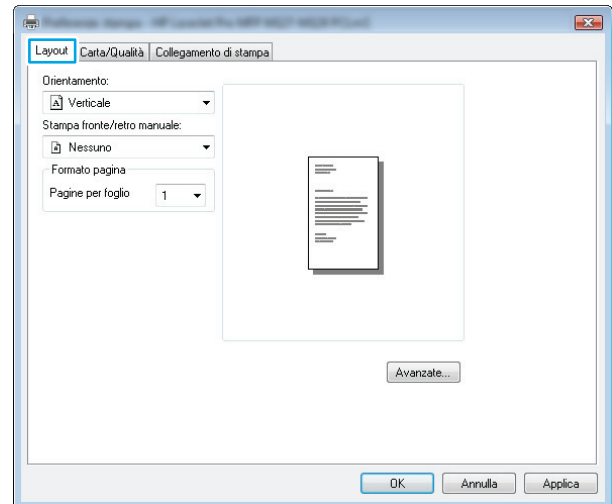 Layout Carta/Qualità Collegamento di stampa
Orientamento:
A Verticale
Stampa fronte/retro manuale:
Nessuno
Formato pagina
Pagine per foglio 1
Avanzate...
OK Annulla Applica